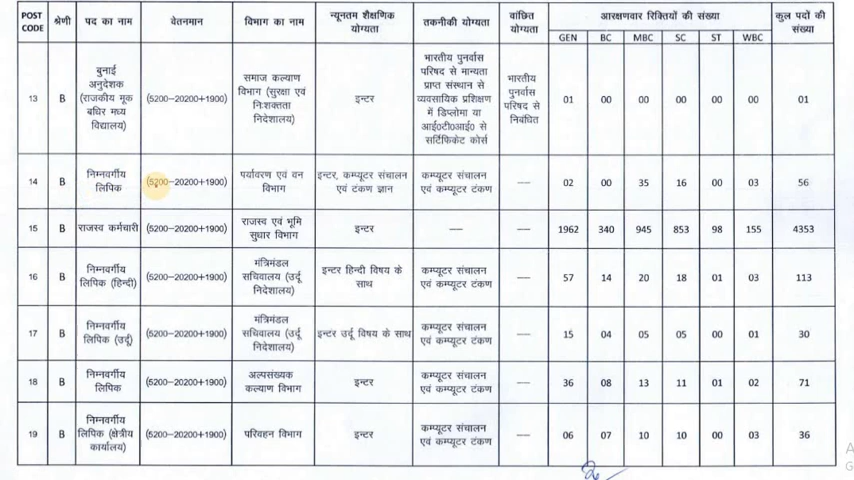 POST CODE | श्रेणी | पद का नाम | वेतनमान | विभाग का नाम | न्यूनतम शैक्षणिक योग्यता | तकनीकी योग्यता | वांछित योग्यता | आरक्षणवार रिक्तियों की संख्या | कुल पदों की संख्या
GEN | BC | MBC | SC | ST | WBC
13 | B | बुनाई अनुदेशक (राजकीय मूक बधिर मध्य विद्यालय) | (5200-20200+1900) | समाज कल्याण विभाग (सुरक्षा एवं निःशक्तता निदेशालय) | इन्टर | भारतीय पुनर्वास परिषद से मान्यता प्राप्त संस्थान से व्यवसायिक प्रशिक्षण में डिप्लोमा या आई०टी०आई० से सर्टिफिकेट कोर्स | भारतीय पुनर्वास परिषद से निबंधित | 01 | 00 | 00 | 00 | 00 | 00 | 01
14 | B | निम्नवर्गीय लिपिक | (5200-20200+1900) | पर्यावरण एवं वन विभाग | इन्टर, कम्प्यूटर संचालन एवं टंकण ज्ञान | कम्प्यूटर संचालन एवं कम्प्यूटर टंकण | — | 02 | 00 | 35 | 16 | 00 | 03 | 56
15 | B | राजस्व कर्मचारी | (5200-20200+1900) | राजस्व एवं भूमि सुधार विभाग | इन्टर | — | — | 1962 | 340 | 945 | 853 | 98 | 155 | 4353
16 | B | निम्नवर्गीय लिपिक (हिन्दी) | (5200-20200+1900) | मंत्रिमंडल सचिवालय (उर्दू निदेशालय) | इन्टर हिन्दी विषय के साथ | कम्प्यूटर संचालन एवं कम्प्यूटर टंकण | — | 57 | 14 | 20 | 18 | 01 | 03 | 113
17 | B | निम्नवर्गीय लिपिक (उर्दू) | (5200-20200+1900) | मंत्रिमंडल सचिवालय (उर्दू निदेशालय) | इन्टर उर्दू विषय के साथ | कम्प्यूटर संचालन एवं कम्प्यूटर टंकण | — | 15 | 04 | 05 | 05 | 00 | 01 | 30
18 | B | निम्नवर्गीय लिपिक | (5200-20200+1900) | अल्पसंख्यक कल्याण विभाग | इन्टर | कम्प्यूटर संचालन एवं कम्प्यूटर टंकण | — | 36 | 08 | 13 | 11 | 01 | 02 | 71
19 | B | निम्नवर्गीय लिपिक (क्षेत्रीय कार्यालय) | (5200-20200+1900) | परिवहन विभाग | इन्टर | कम्प्यूटर संचालन एवं कम्प्यूटर टंकण | — | 06 | 07 | 10 | 10 | 00 | 03 | 36